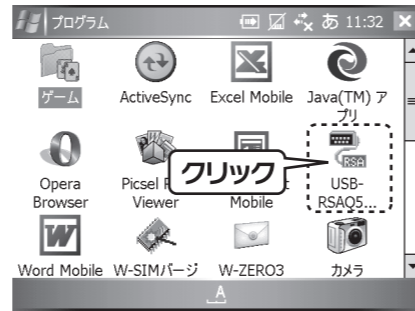 プログラム
あ 11:32
ゲーム
ActiveSync
Excel Mobile
Java(TM) ア
プリ
RSA
クリック
Opera
Browser
Picsel
Viewer
Mobile
USB-
RSAQ5...
Word Mobile
W-SIMバージ
W-ZERO3
カメラ
A